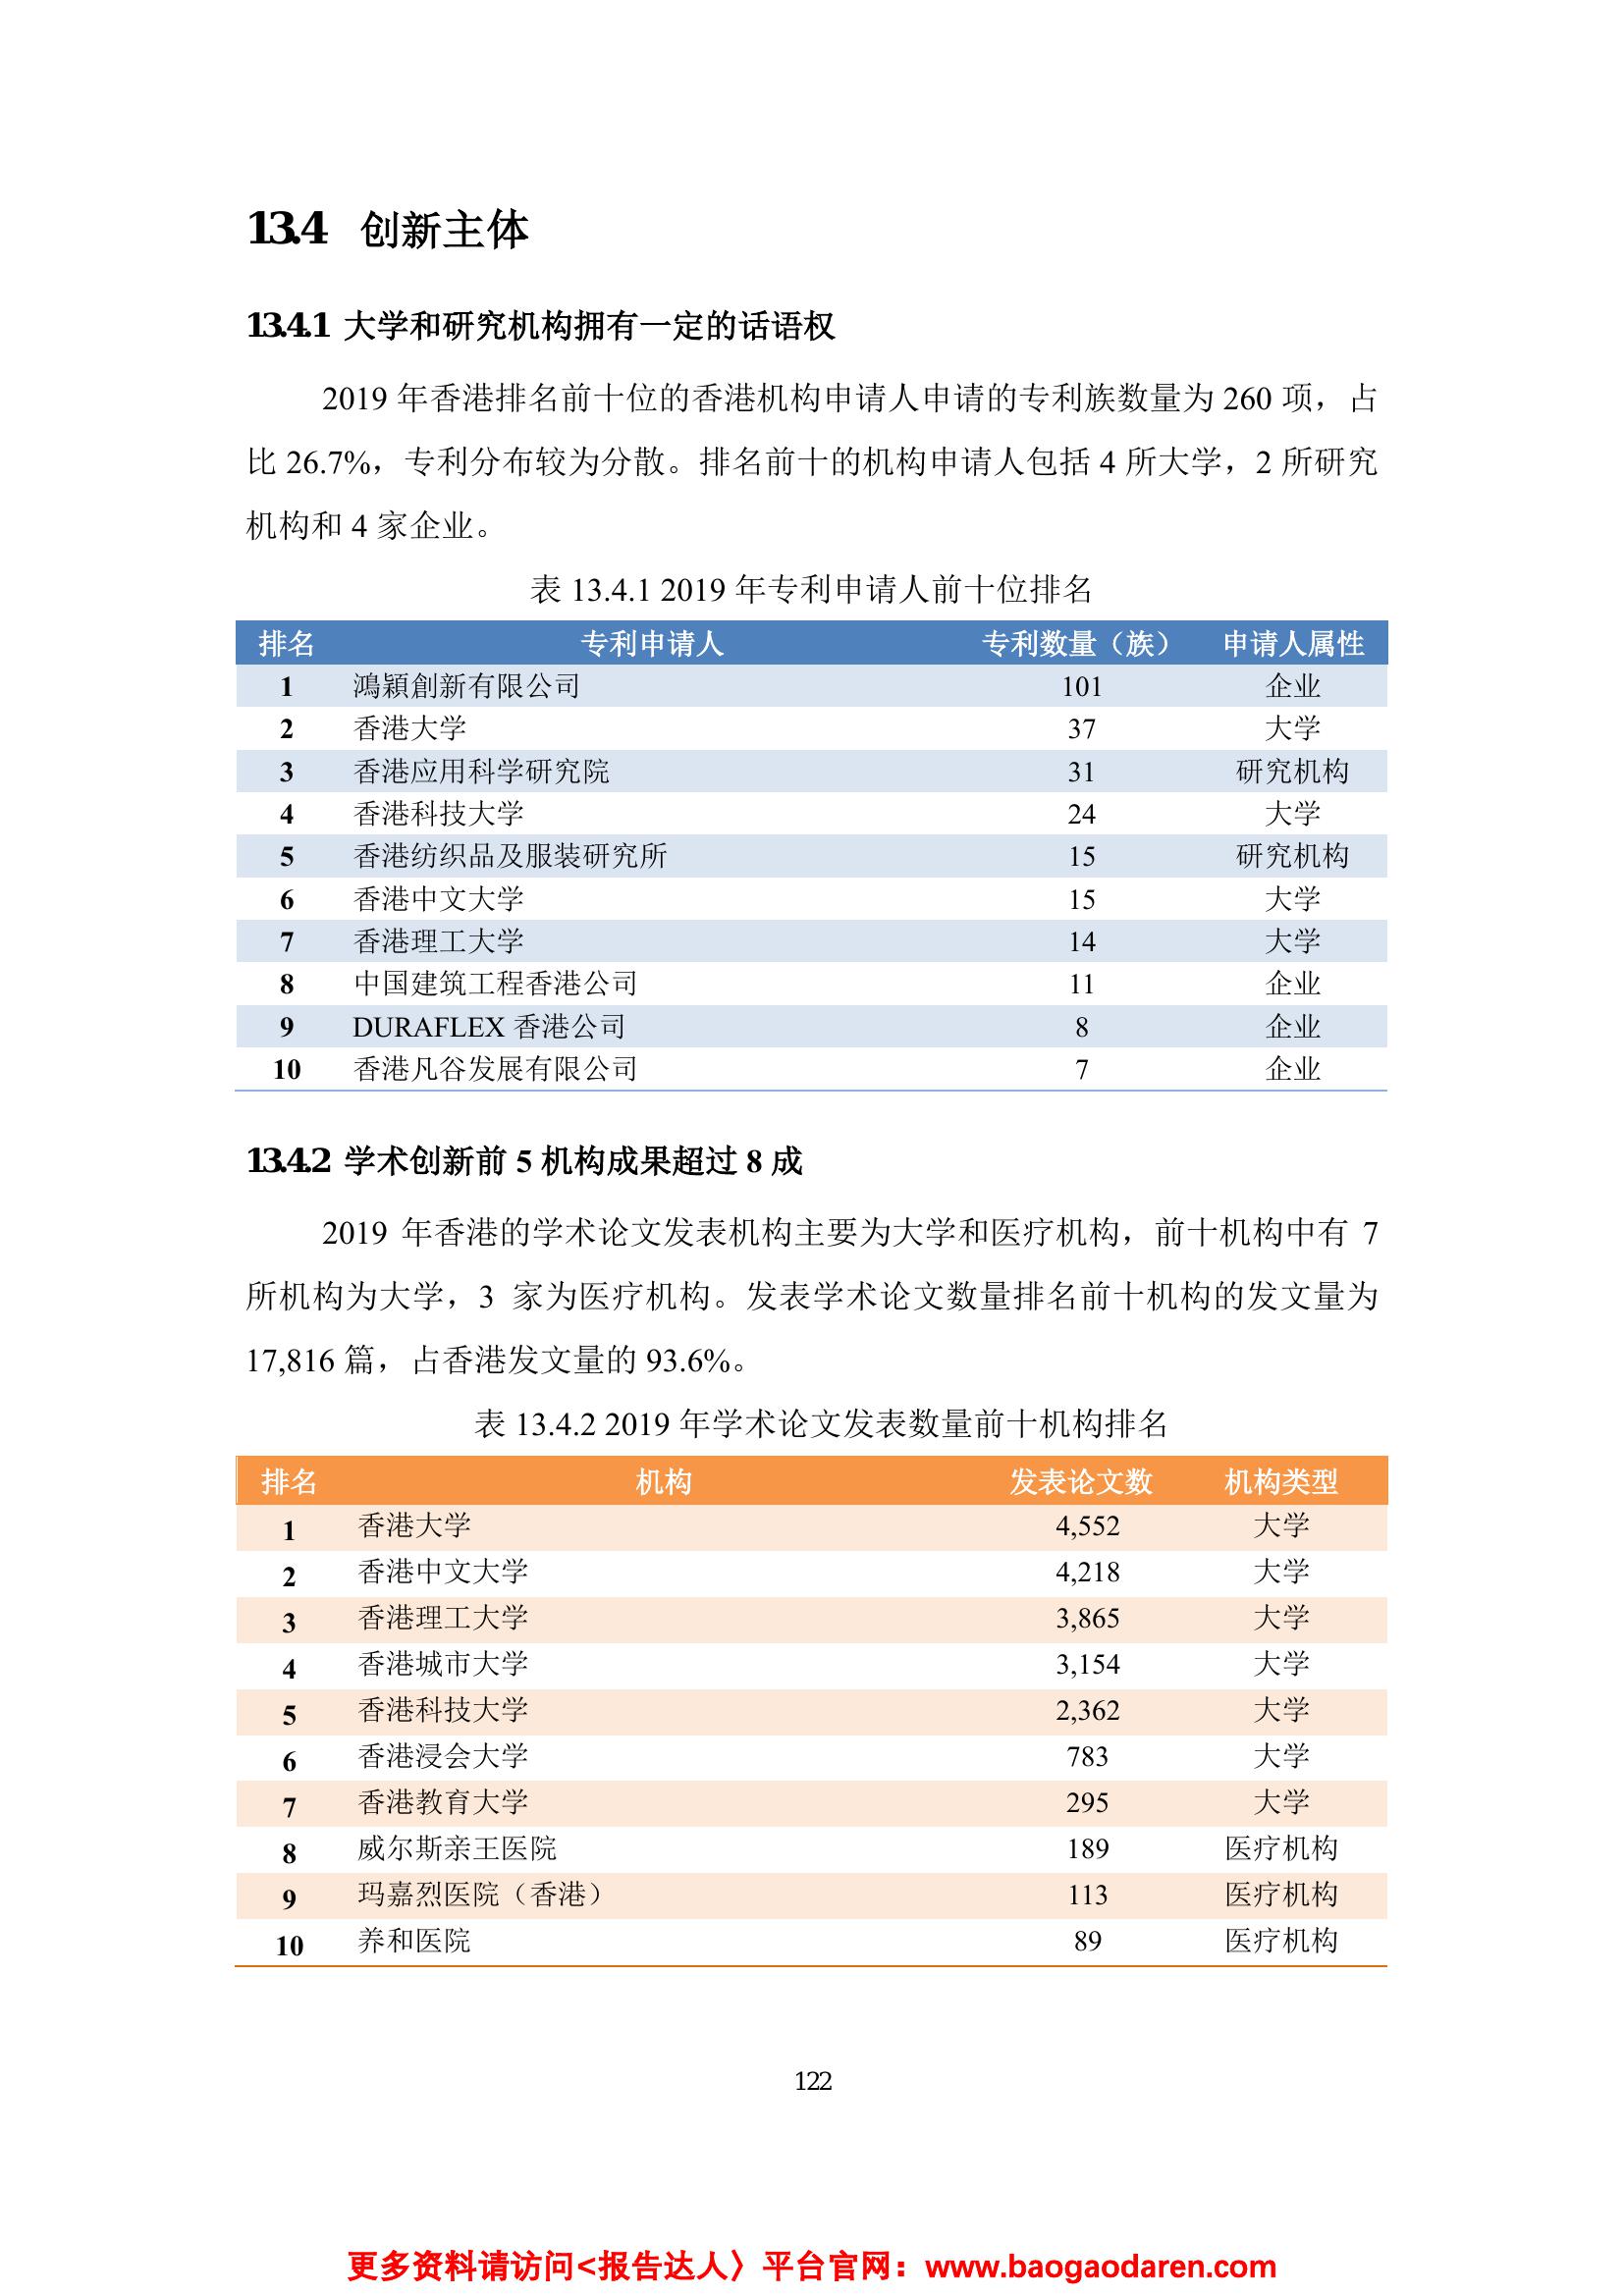 13.4 创新主体
13.4.1 大学和研究机构拥有一定的话语权
2019 年香港排名前十位的香港机构申请人申请的专利族数量为 260 项，占
比 26.7%，专利分布较为分散。排名前十的机构申请人包括 4 所大学，2 所研究
机构和 4 家企业。
表 13.4.1 2019 年专利申请人前十位排名
排名 专利申请人 专利数量（族） 申请人属性
1 鴻穎創新有限公司 101 企业
2 香港大学 37 大学
3 香港应用科学研究院 31 研究机构
4 香港科技大学 24 大学
5 香港纺织品及服装研究所 15 研究机构
6 香港中文大学 15 大学
7 香港理工大学 14 大学
8 中国建筑工程香港公司 11 企业
9 DURAFLEX 香港公司 8 企业
10 香港凡谷发展有限公司 7 企业
13.4.2 学术创新前 5 机构成果超过 8 成
2019 年香港的学术论文发表机构主要为大学和医疗机构，前十机构中有 7
所机构为大学，3 家为医疗机构。发表学术论文数量排名前十机构的发文量为
17,816 篇，占香港发文量的 93.6%。
表 13.4.2 2019 年学术论文发表数量前十机构排名
排名 机构 发表论文数 机构类型
1 香港大学 4,552 大学
2 香港中文大学 4,218 大学
3 香港理工大学 3,865 大学
4 香港城市大学 3,154 大学
5 香港科技大学 2,362 大学
6 香港浸会大学 783 大学
7 香港教育大学 295 大学
8 威尔斯亲王医院 189 医疗机构
9 玛嘉烈医院（香港） 113 医疗机构
10 养和医院 89 医疗机构
122
更多资料请访问<报告达人〉平台官网：www.baogaodaren.com